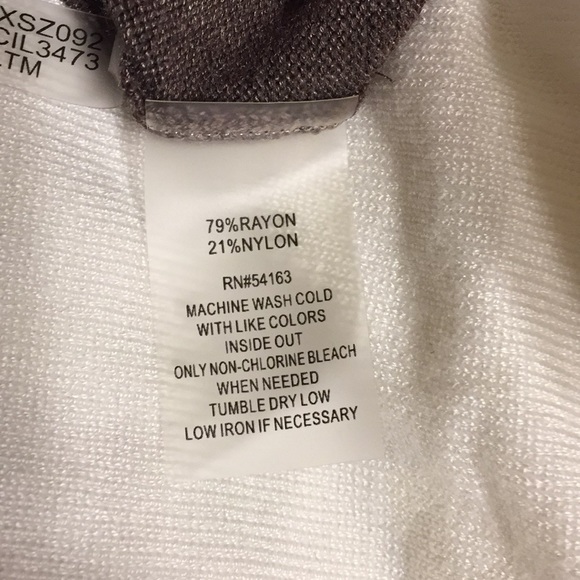 XSZ092
CIL3473
LTM
79%RAYON
21%NYLON
RN#54163
MACHINE WASH COLD
WITH LIKE COLORS
INSIDE OUT
ONLY NON-CHLORINE BLEACH
WHEN NEEDED
TUMBLE DRY LOW
LOW IRON IF NECESSARY